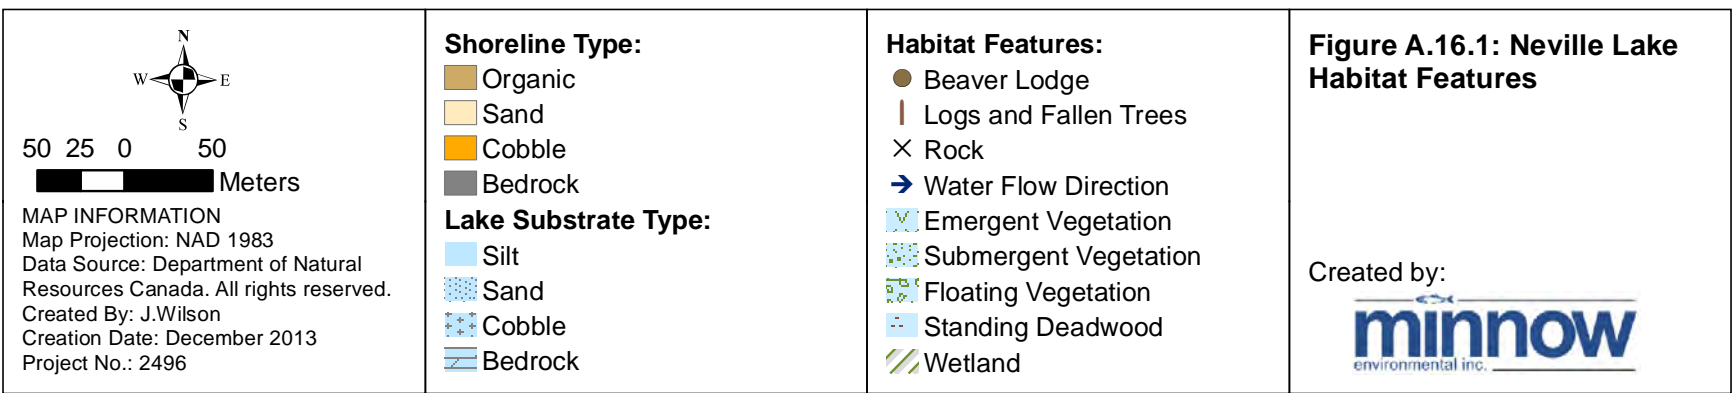 N
W E
S
50 25 0 50
Meters
MAP INFORMATION
Map Projection: NAD 1983
Data Source: Department of Natural
Resources Canada. All rights reserved.
Created By: J.Wilson
Creation Date: December 2013
Project No.: 2496
Shoreline Type:
Organic
Sand
Cobble
Bedrock
Lake Substrate Type:
Silt
Sand
Cobble
Bedrock
Habitat Features:
Beaver Lodge
Logs and Fallen Trees
Rock
Water Flow Direction
Emergent Vegetation
Submergent Vegetation
Floating Vegetation
Standing Deadwood
Wetland
Figure A.16.1: Neville Lake
Habitat Features
Created by:
minnow
environmental inc.